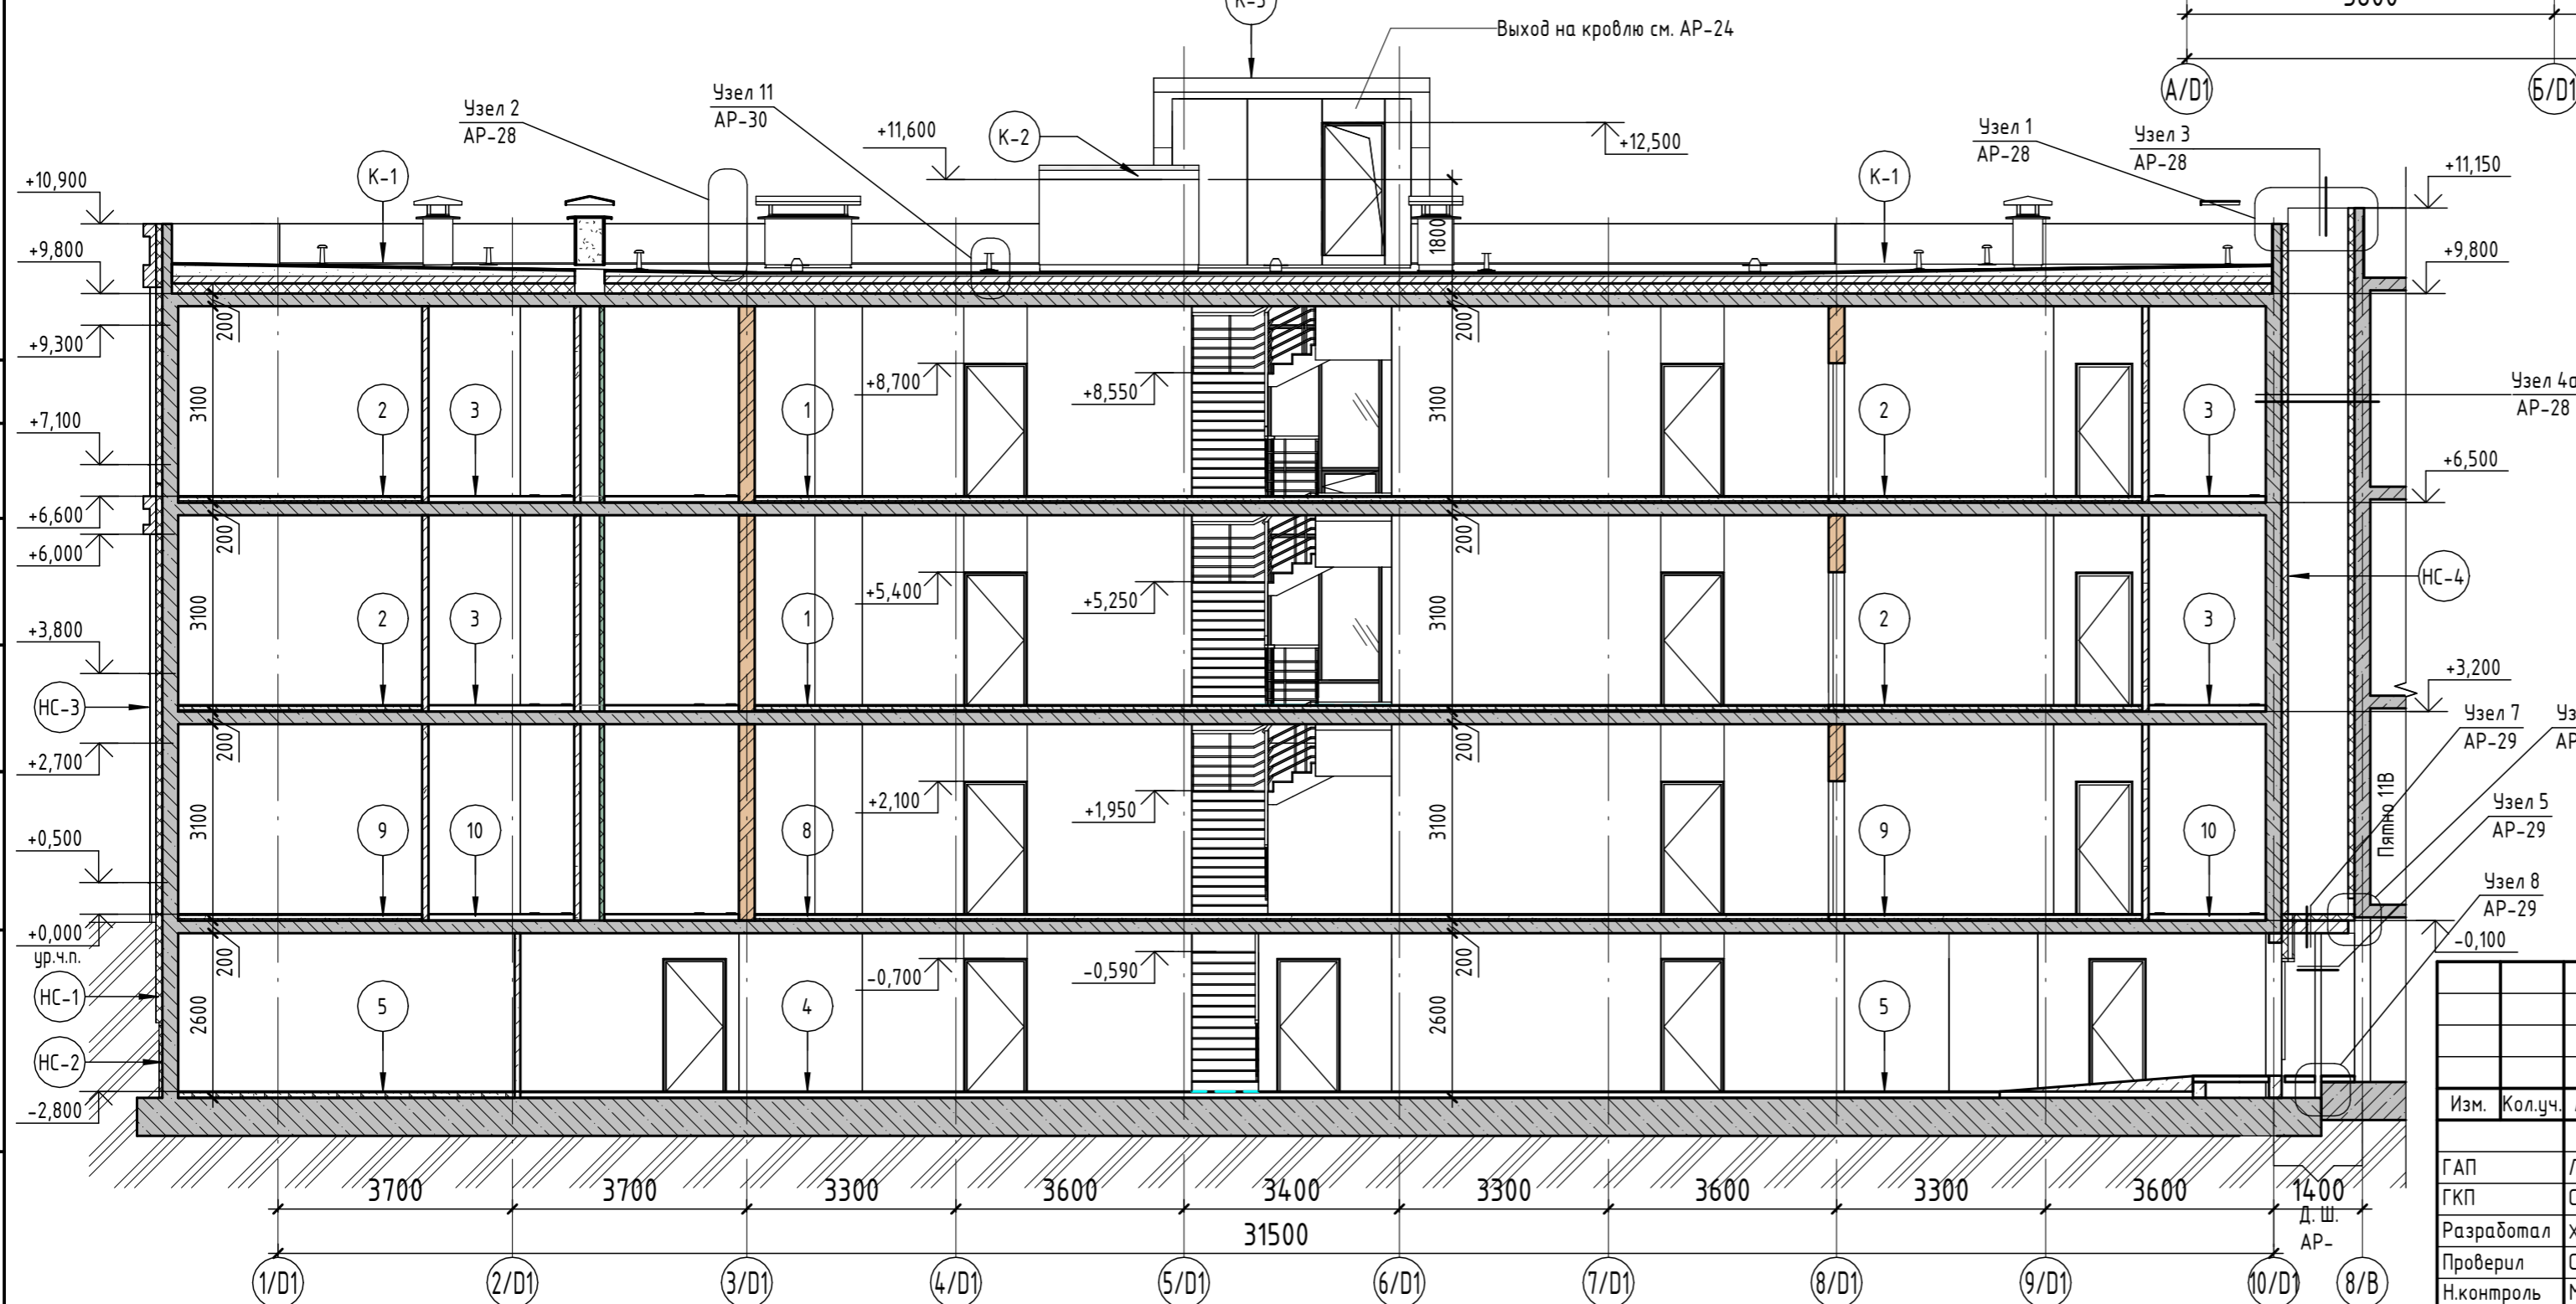 К-3
Выход на кровлю см. АР-24
3600
А/D1
Б/D1
Узел 2
АР-28
Узел 11
АР-30
+11,600
К-2
+12,500
Узел 1
АР-28
Узел 3
АР-28
+10,900
К-1
К-1
+11,150
+9,800
1800
+9,800
200
200
+9,300
3100
2
3
1
+8,700
+8,550
3100
2
3
Узел 4а
АР-28
+7,100
+6,500
+6,600
200
200
+6,000
3100
2
3
1
+5,400
+5,250
3100
2
3
НС-4
+3,800
+3,200
НС-3
200
200
Узел 7
АР-29
+2,700
3100
9
10
8
+2,100
+1,950
3100
9
10
Пятно 11В
Узел 5
АР-29
+0,500
Узел 8
АР-29
+0,000
ур.ч.п.
200
200
-0,100
НС-1
2600
5
4
-0,700
-0,590
2600
5
НС-2
-2,800
Изм. Кол.уч.
3700 3700 3300 3600 3400 3300 3600 3300 3600 1400
Д. Ш.
АР-
31500
1/D1 2/D1 3/D1 4/D1 5/D1 6/D1 7/D1 8/D1 9/D1 10/D1 8/В
ГАП
ГКП
Разработал
Проверил
Н.контроль